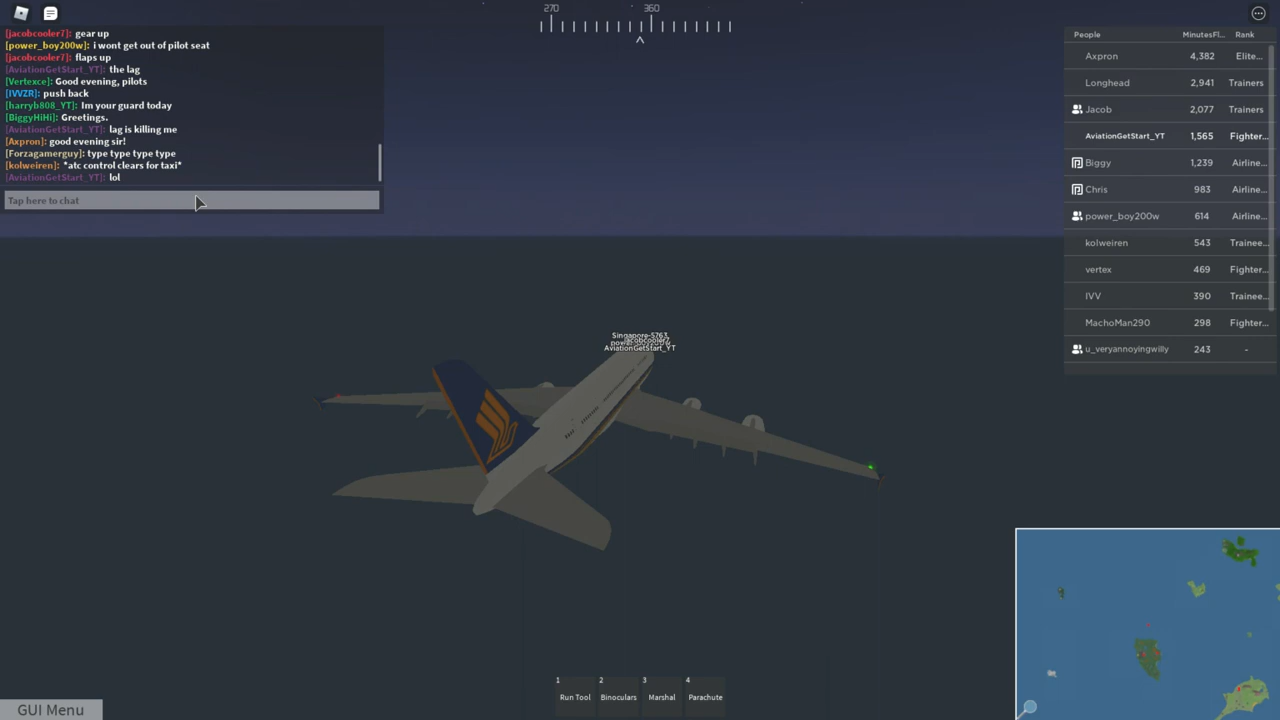 270 360
[jacobcooler7]: gear up
[power_boy200w]: i wont get out of pilot seat
[jacobcooler7]: flaps up
[AviationGetStart_YT]: the lag
[Vertexce]: Good evening, pilots
[IVVZR]: push back
[harryb808_YT]: Im your guard today
[BiggyHiHi]: Greetings.
[AviationGetStart_YT]: lag is killing me
[Axpron]: good evening sir!
[Forzagamerguy]: type type type type
[kolweiren]: *atc control clears for taxi*
[AviationGetStart_YT]: lol
Tap here to chat
People MinutesFl... Rank
Axpron 4,382 Elite...
Longhead 2,941 Trainers
Jacob 2,077 Trainers
AviationGetStart_YT 1,565 Fighter...
Biggy 1,239 Airline...
Chris 983 Airline...
power_boy200w 614 Airline...
kolweiren 543 Trainee...
vertex 469 Fighter...
IVV 390 Trainee...
MachoMan290 298 Fighter...
u_veryannoyingwilly 243 -
Singapore-5763
AviationGetStart_YT
1 2 3 4
Run Tool Binoculars Marshal Parachute
GUI Menu